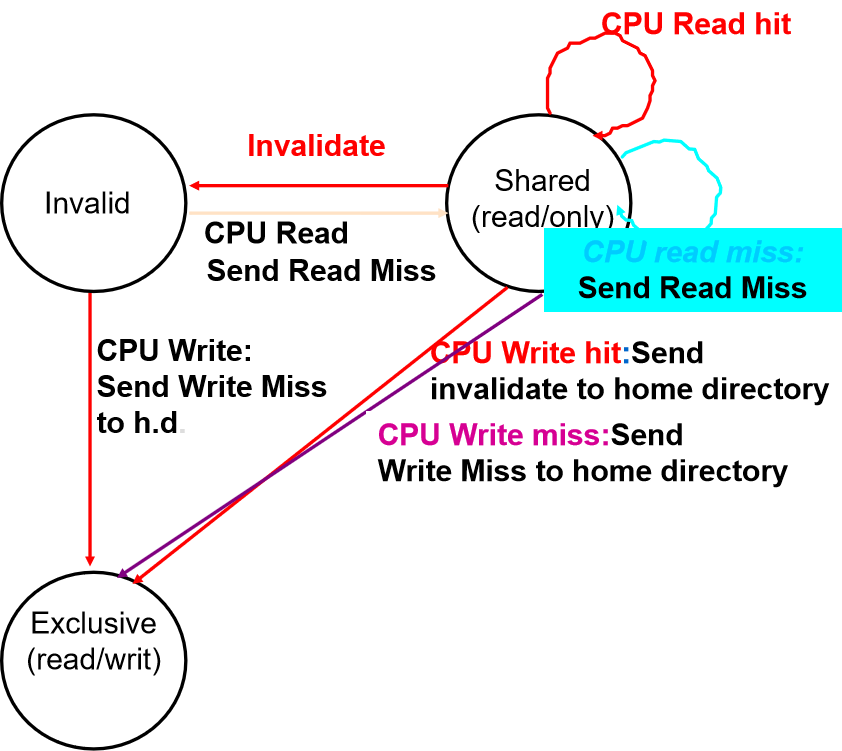 CPU Read hit
Invalidate
Invalid
Shared
(read/only)
CPU Read
Send Read Miss
CPU read miss:
Send Read Miss
CPU Write:
Send Write Miss
to h.d.
CPU Write hit:Send
invalidate to home directory
CPU Write miss:Send
Write Miss to home directory
Exclusive
(read/writ)